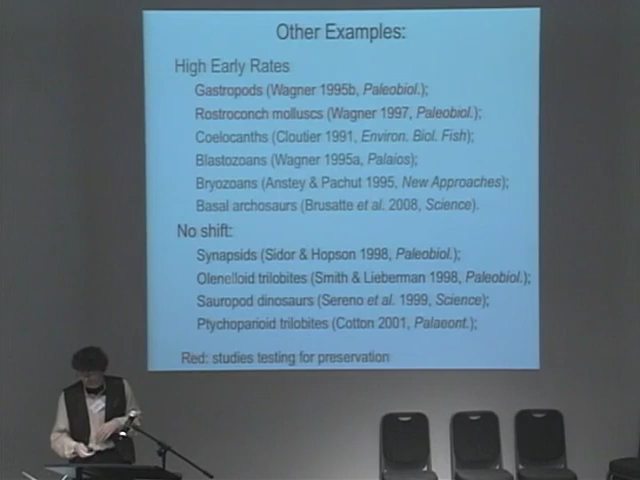 Other Examples:
High Early Rates
Gastropods (Wagner 1995b, Paleobiol.);
Rostroconch molluscs (Wagner 1997, Paleobiol.);
Coelocanths (Cloutier 1991, Environ. Biol. Fish);
Blastozoans (Wagner 1995a, Palaios);
Bryozoans (Anstey & Pachut 1995, New Approaches);
Basal archosaurs (Brusatte et al. 2008, Science).
No shift:
Synapsids (Sidor & Hopson 1998, Paleobiol.);
Olenelloid trilobites (Smith & Lieberman 1998, Paleobiol.);
Sauropod dinosaurs (Sereno et al. 1999, Science);
Ptychoparioid trilobites (Cotton 2001, Palaeont.);
Red: studies testing for preservation